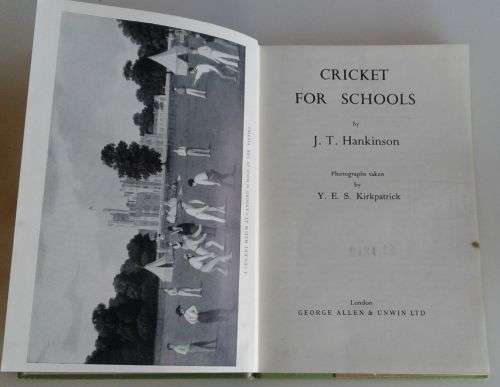 CRICKET
FOR SCHOOLS
by
J. T. Hankinson
Photographs taken
by
Y. E. S. Kirkpatrick
London
GEORGE ALLEN & UNWIN LTD